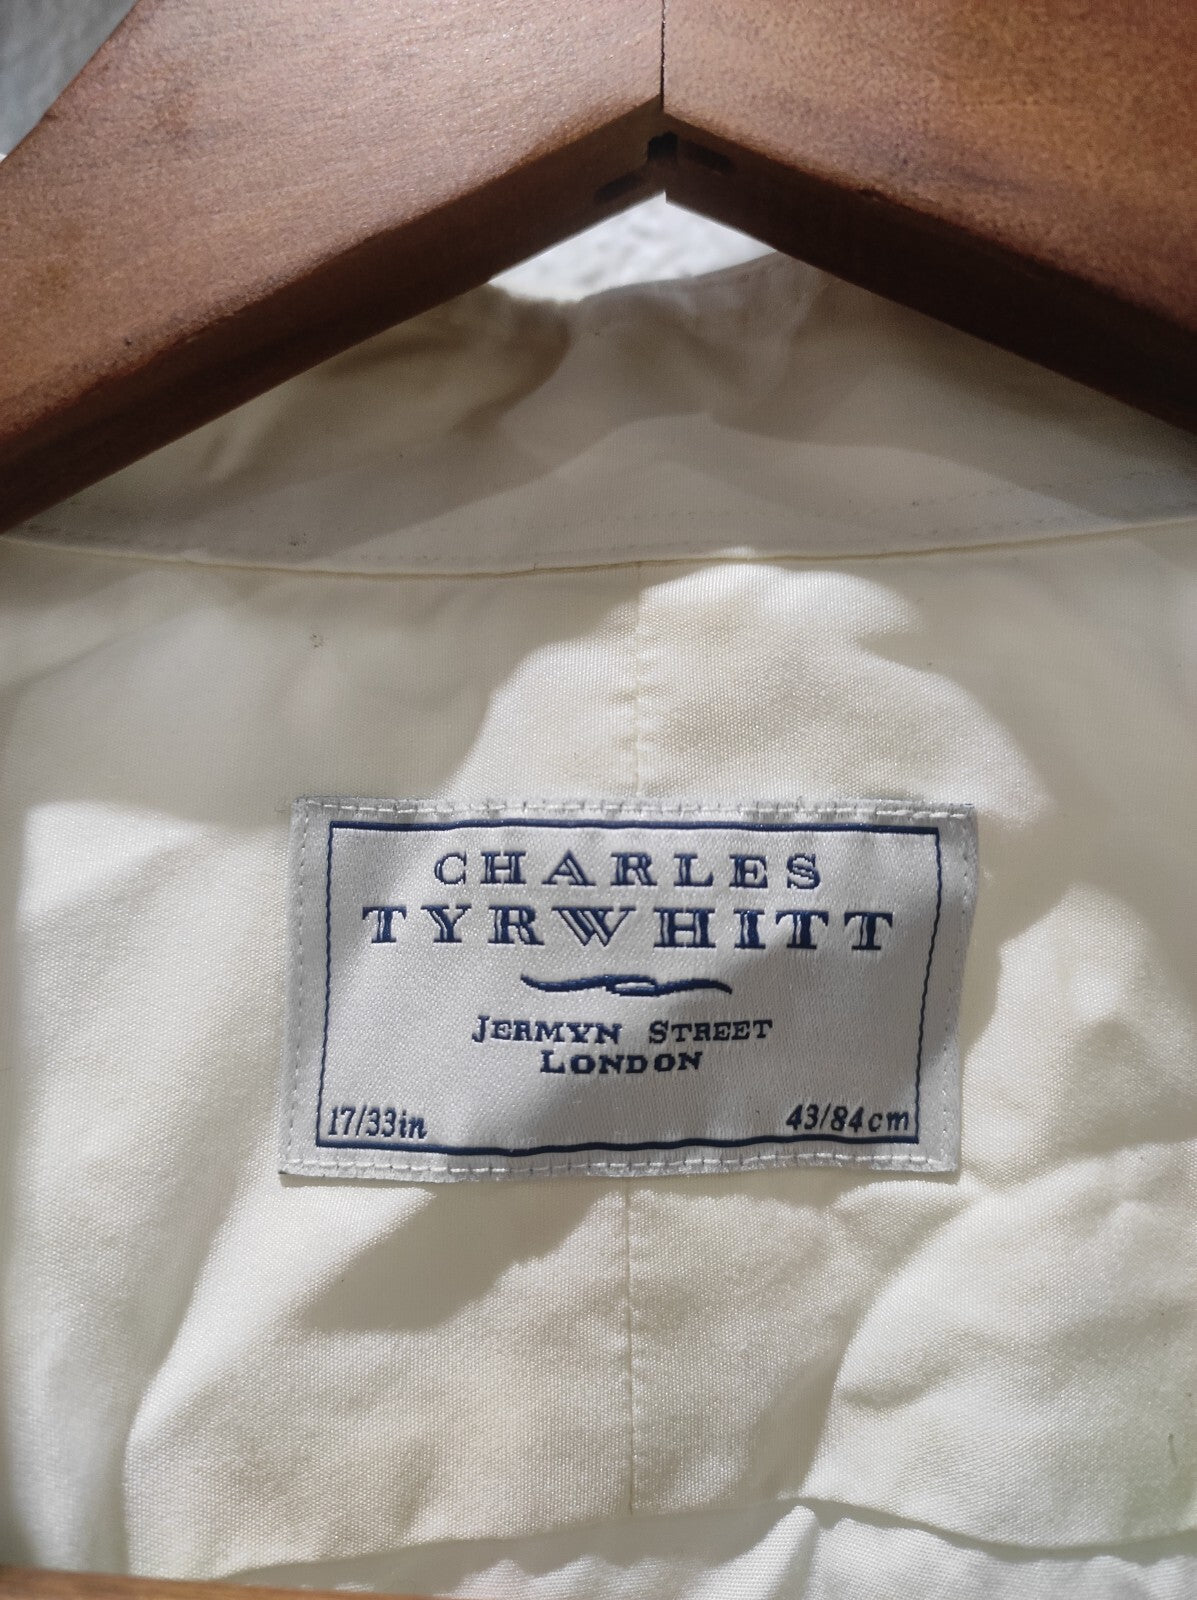 CHARLES
TYRWHITT
JERMYN STREET
LONDON
17/33in 43/84cm